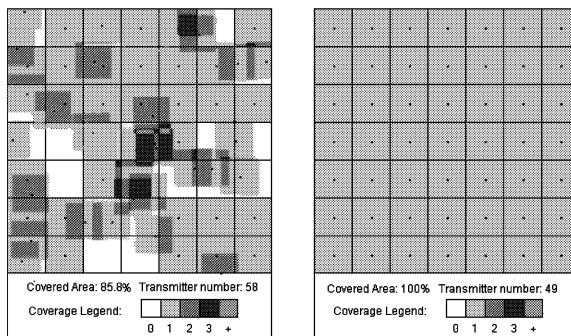 Covered Area: 85.8% Transmitter number: 58
Coverage Legend:
0 1 2 3 +
Covered Area: 100% Transmitter number: 49
Coverage Legend:
0 1 2 3 +